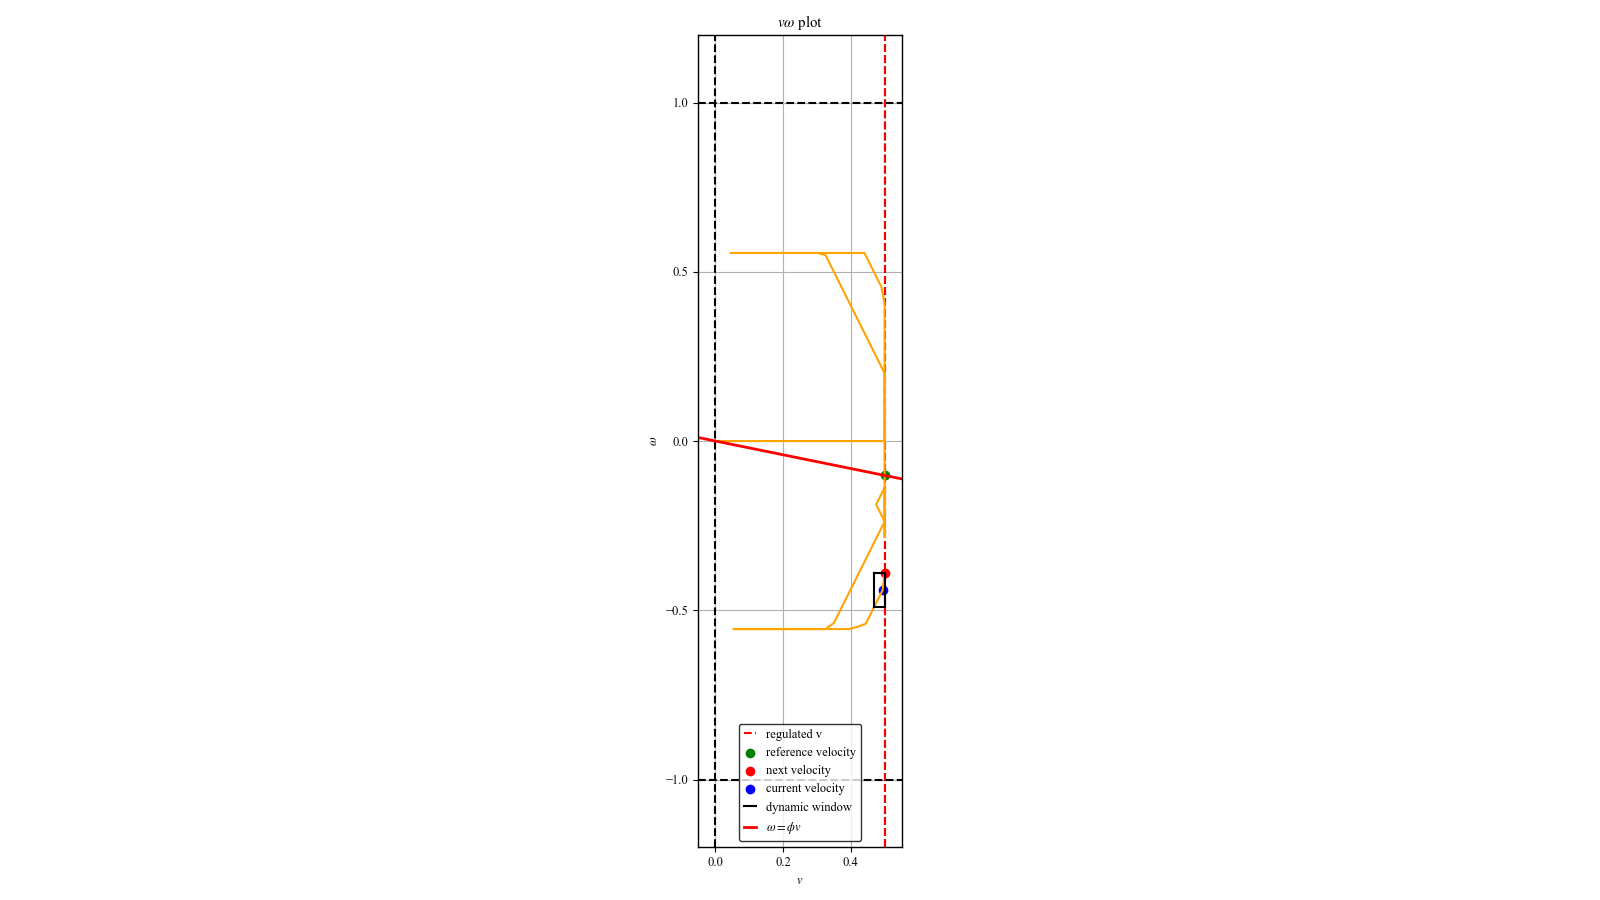 vω plot
1.0
0.5
0.0
−0.5
−1.0
ω
regulated v
reference velocity
next velocity
current velocity
dynamic window
ω = ϕv
0.0 0.2 0.4
v